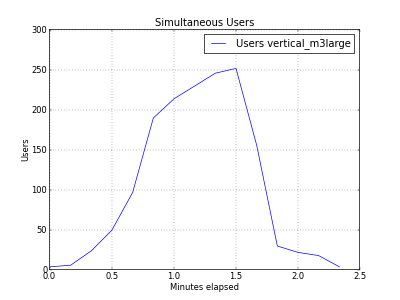 Simultaneous Users
Users vertical_m3large
300
250
200
150
100
50
0
Users
0.0 0.5 1.0 1.5 2.0 2.5
Minutes elapsed